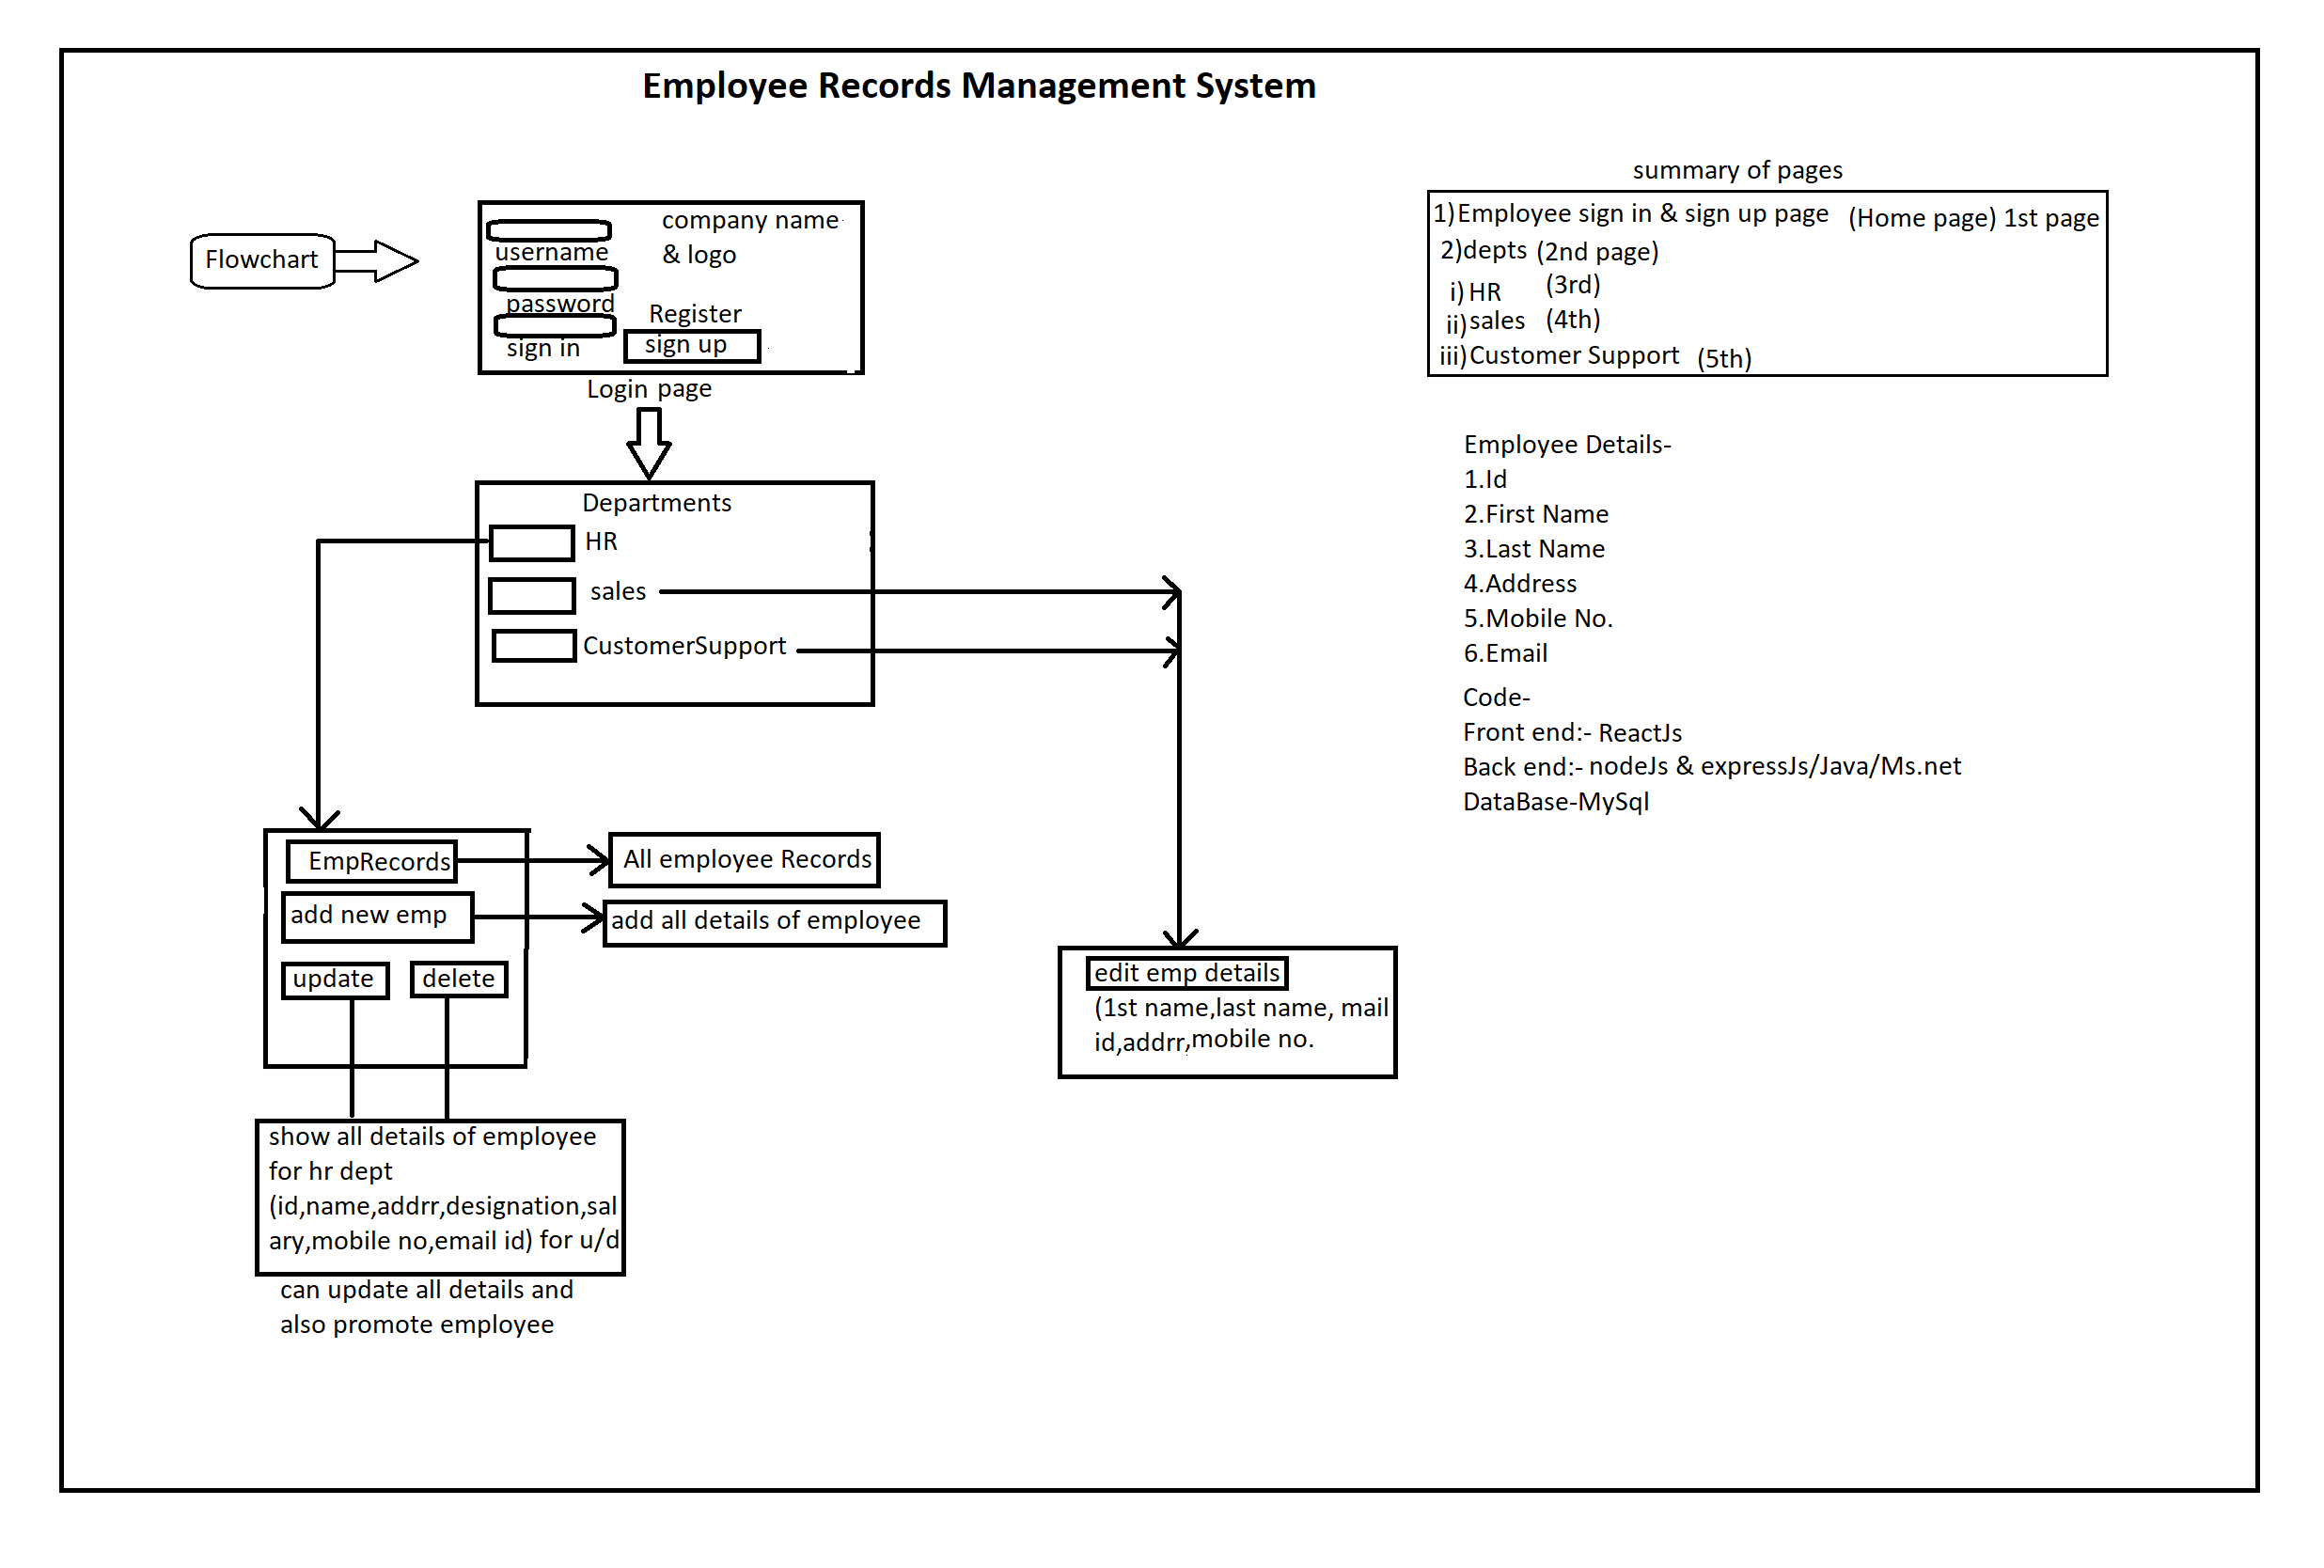 Employee Records Management System
Flowchart
company name
& logo
username
password
sign in
Register
sign up
Login page
Departments
HR
sales
CustomerSupport
EmpRecords
All employee Records
add new emp
add all details of employee
update
delete
show all details of employee
for hr dept
(id,name,addrr,designation,sal
ary,mobile no,email id) for u/d
can update all details and
also promote employee
edit emp details
(1st name,last name, mail
id,addrr,mobile no.
summary of pages
1)Employee sign in & sign up page (Home page) 1st page
2)depts (2nd page)
i)HR (3rd)
ii)sales (4th)
iii)Customer Support (5th)
Employee Details-
1.Id
2.First Name
3.Last Name
4.Address
5.Mobile No.
6.Email
Code-
Front end:- ReactJs
Back end:- nodeJs & expressJs/Java/Ms.net
DataBase-MySql